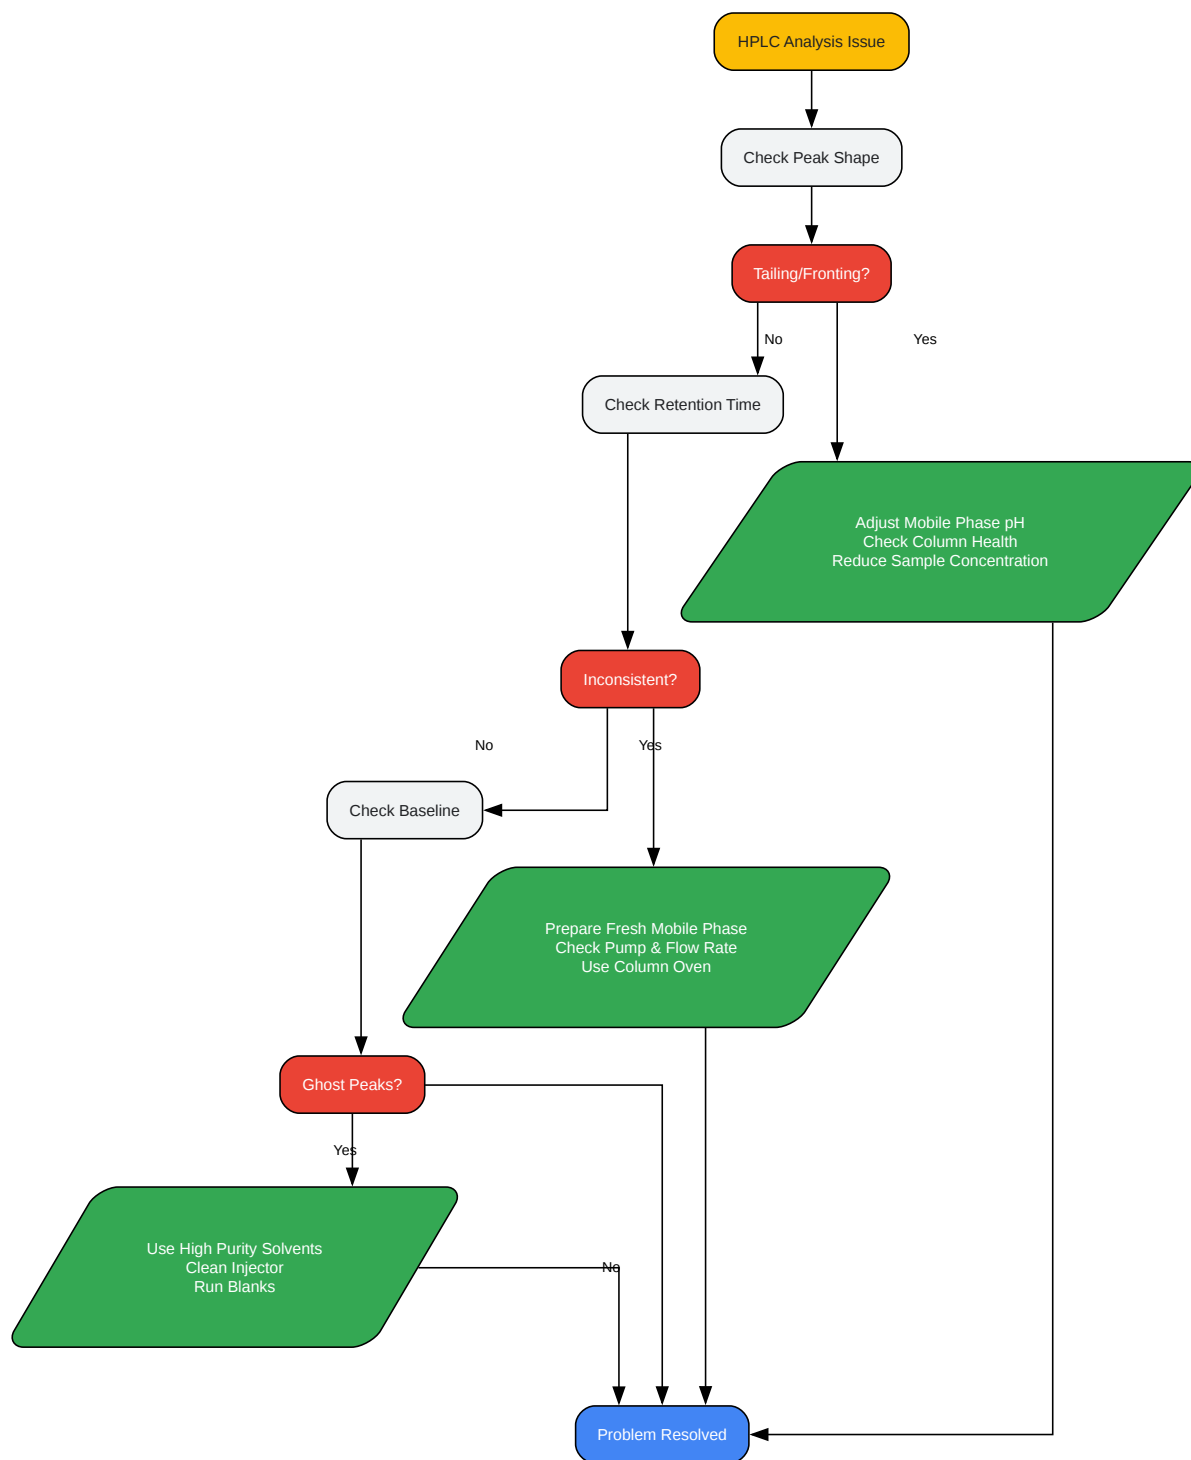 HPLC Analysis Issue
Check Peak Shape
Tailing/Fronting?
No
Yes
Check Retention Time
Adjust Mobile Phase pH
Check Column Health
Reduce Sample Concentration
Inconsistent?
No
Yes
Check Baseline
Prepare Fresh Mobile Phase
Check Pump & Flow Rate
Use Column Oven
Ghost Peaks?
Yes
Use High Purity Solvents
Clean Injector
Run Blanks
No
Problem Resolved